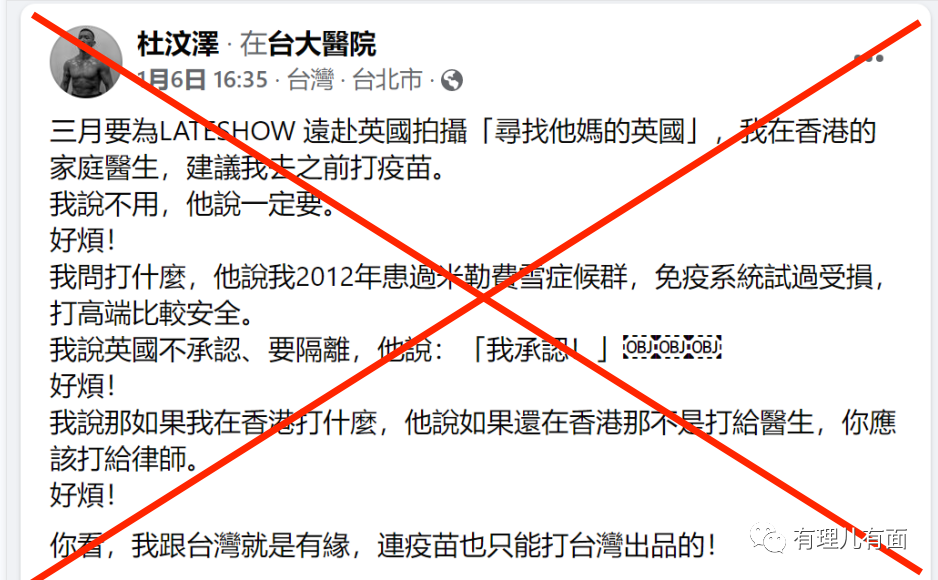 杜汶澤 · 在台大醫院
1月6日 16:35 · 台灣 · 台北市 ·
三月要為LATESHOW 遠赴英國拍攝「尋找他媽的英國」，我在香港的
家庭醫生，建議我去之前打疫苗。
我說不用，他說一定要。
好煩！
我問打什麼，他說我2012年患過米勒費雪症候群，免疫系統試過受損，
打高端比較安全。
我說英國不承認、要隔離，他說：「我承認！」OBJOBJOBJ
好煩！
我說那如果我在香港打什麼，他說如果還在香港那不是打給醫生，你應
該打給律師。
好煩！
你看，我跟台灣就是有緣，連疫苗也只能打台灣出品的！
有理儿有面